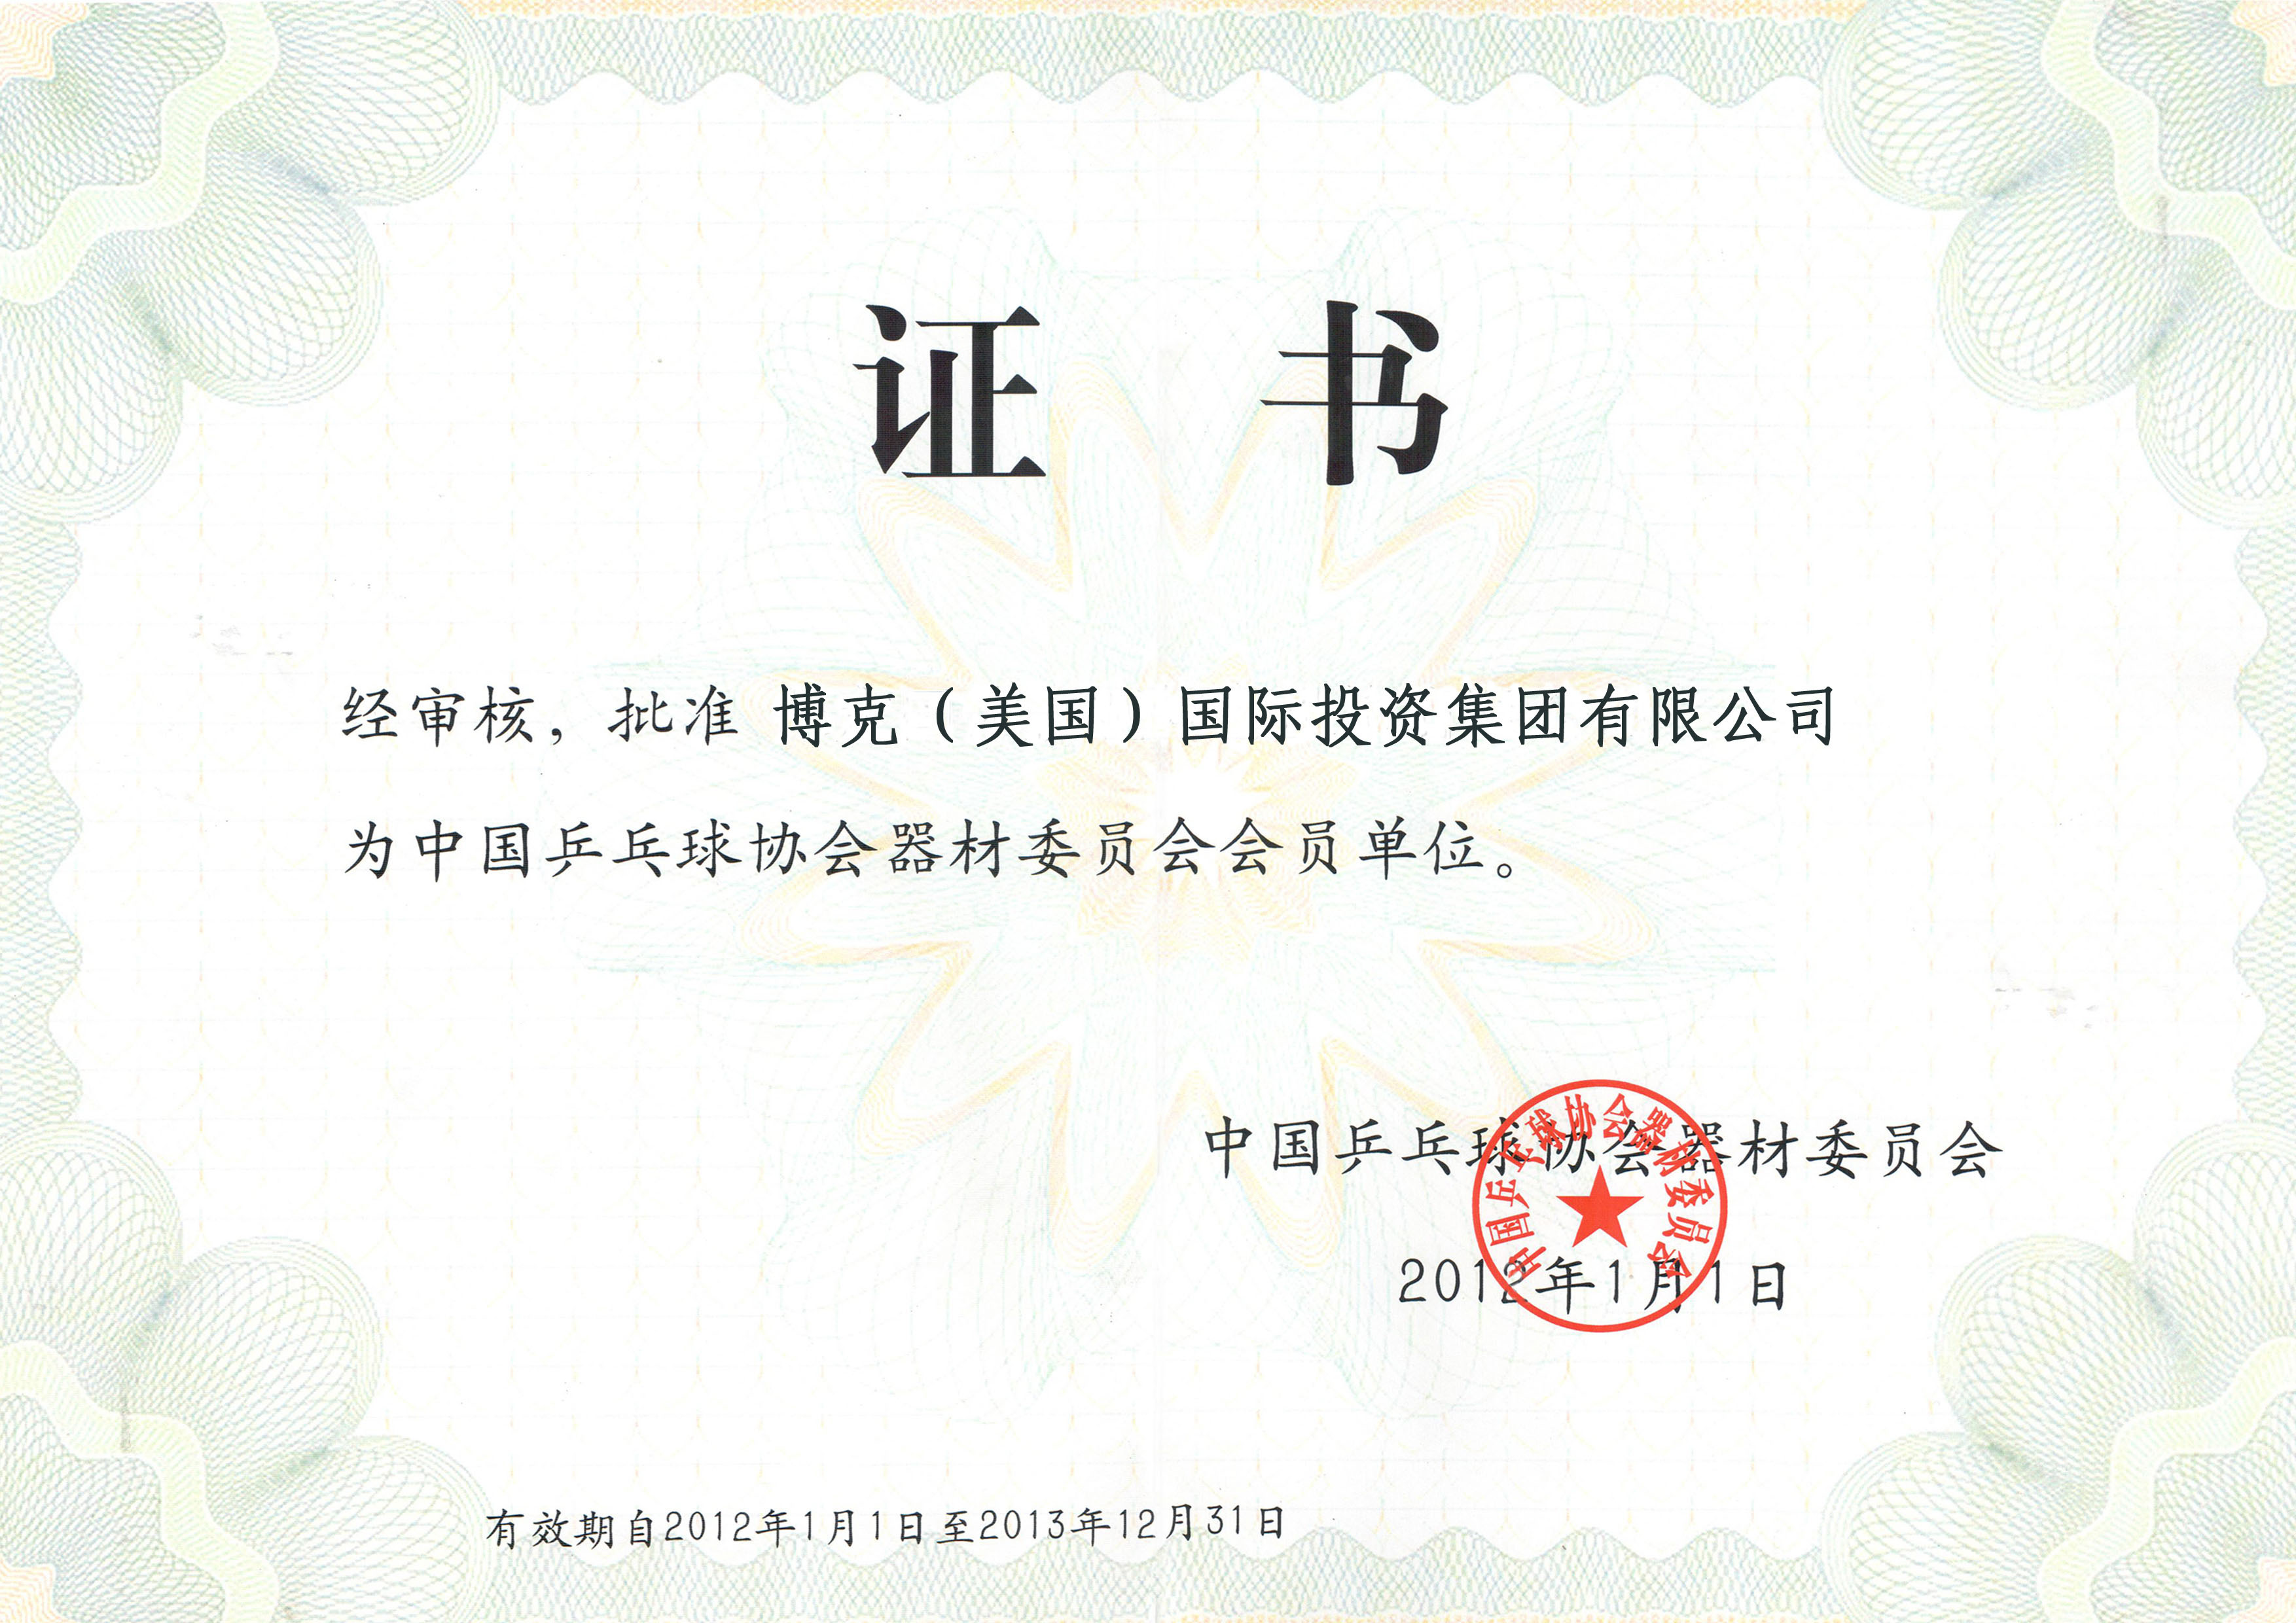 证 书
经审核，批准 博克（美国）国际投资集团有限公司
为中国乒乓球协会器材委员会会员单位。
中国乒乓球协会器材委员会
中国乒乓球协会器材委员会
2012年1月1日
有效期自2012年1月1日至2013年12月31日